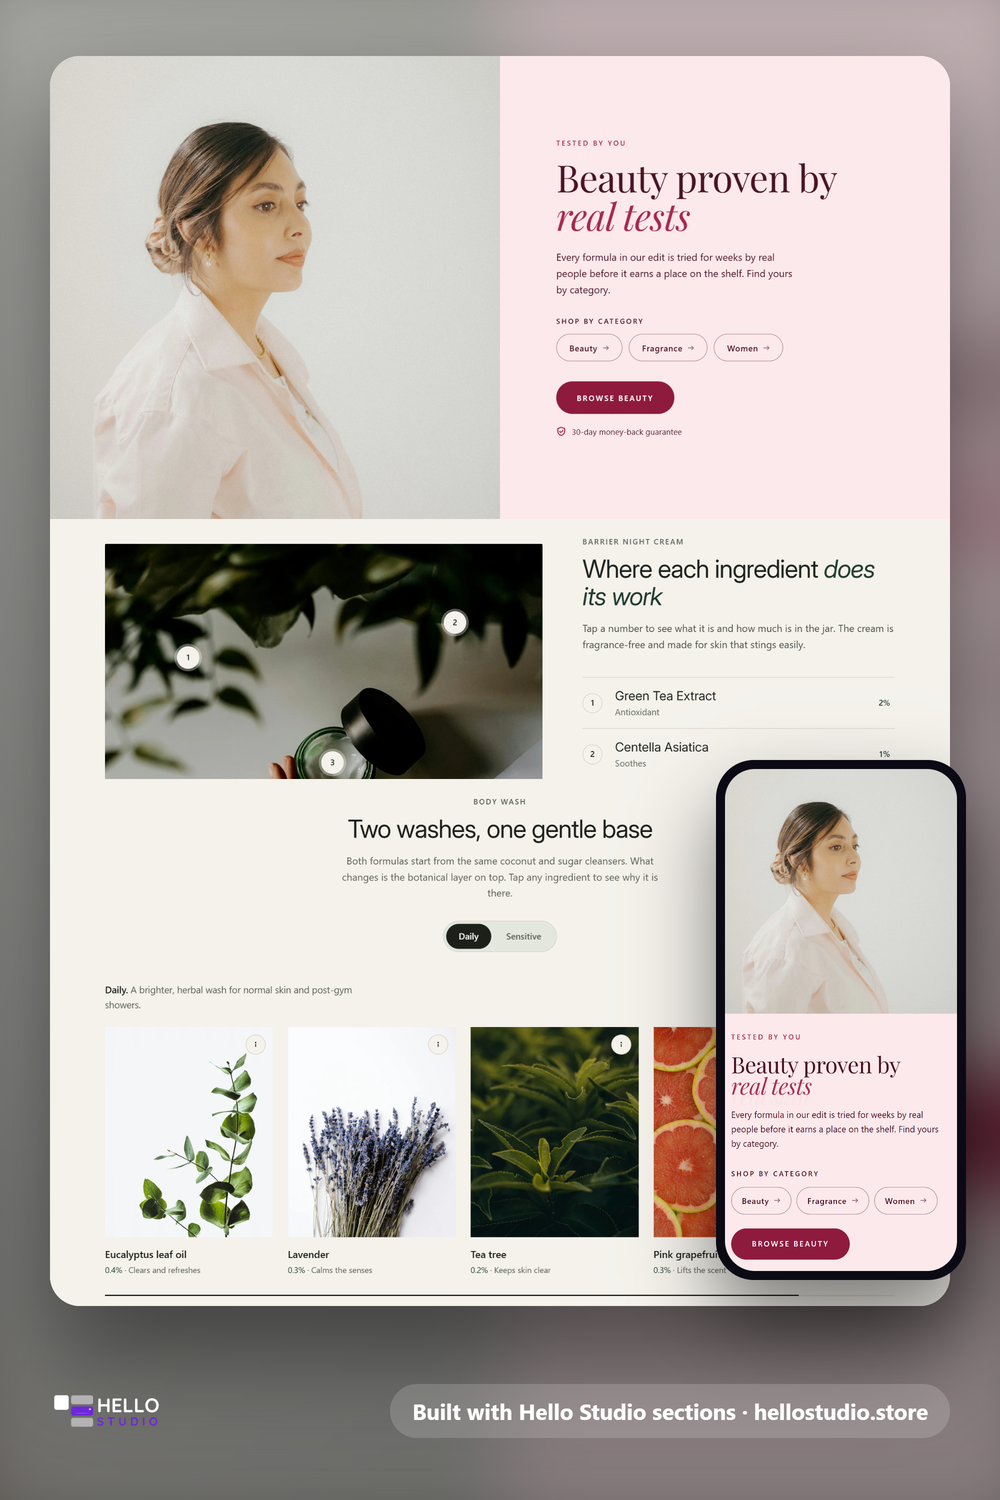 TESTED BY YOU
Beauty proven by
real tests
Every formula in our edit is tried for weeks by real
people before it earns a place on the shelf. Find yours
by category.
SHOP BY CATEGORY
Beauty →
Fragrance →
Women →
BROWSE BEAUTY
30-day money-back guarantee
1
2
3
BARRIER NIGHT CREAM
Where each ingredient does
its work
Tap a number to see what it is and how much is in the jar. The cream is
fragrance-free and made for skin that stings easily.
1
Green Tea Extract
Antioxidant
2%
2
Centella Asiatica
Soothes
1%
BODY WASH
Two washes, one gentle base
Both formulas start from the same coconut and sugar cleansers. What
changes is the botanical layer on top. Tap any ingredient to see why it is
there.
Daily
Sensitive
Daily. A brighter, herbal wash for normal skin and post-gym
showers.
Eucalyptus leaf oil
0.4% · Clears and refreshes
Lavender
0.3% · Calms the senses
Tea tree
0.2% · Keeps skin clear
Pink grapefrui
0.3% · Lifts the scent
TESTED BY YOU
Beauty proven by
real tests
Every formula in our edit is tried for weeks by real
people before it earns a place on the shelf. Find yours
by category.
SHOP BY CATEGORY
Beauty →
Fragrance →
Women →
BROWSE BEAUTY
HELLO
STUDIO
Built with Hello Studio sections · hellostudio.store